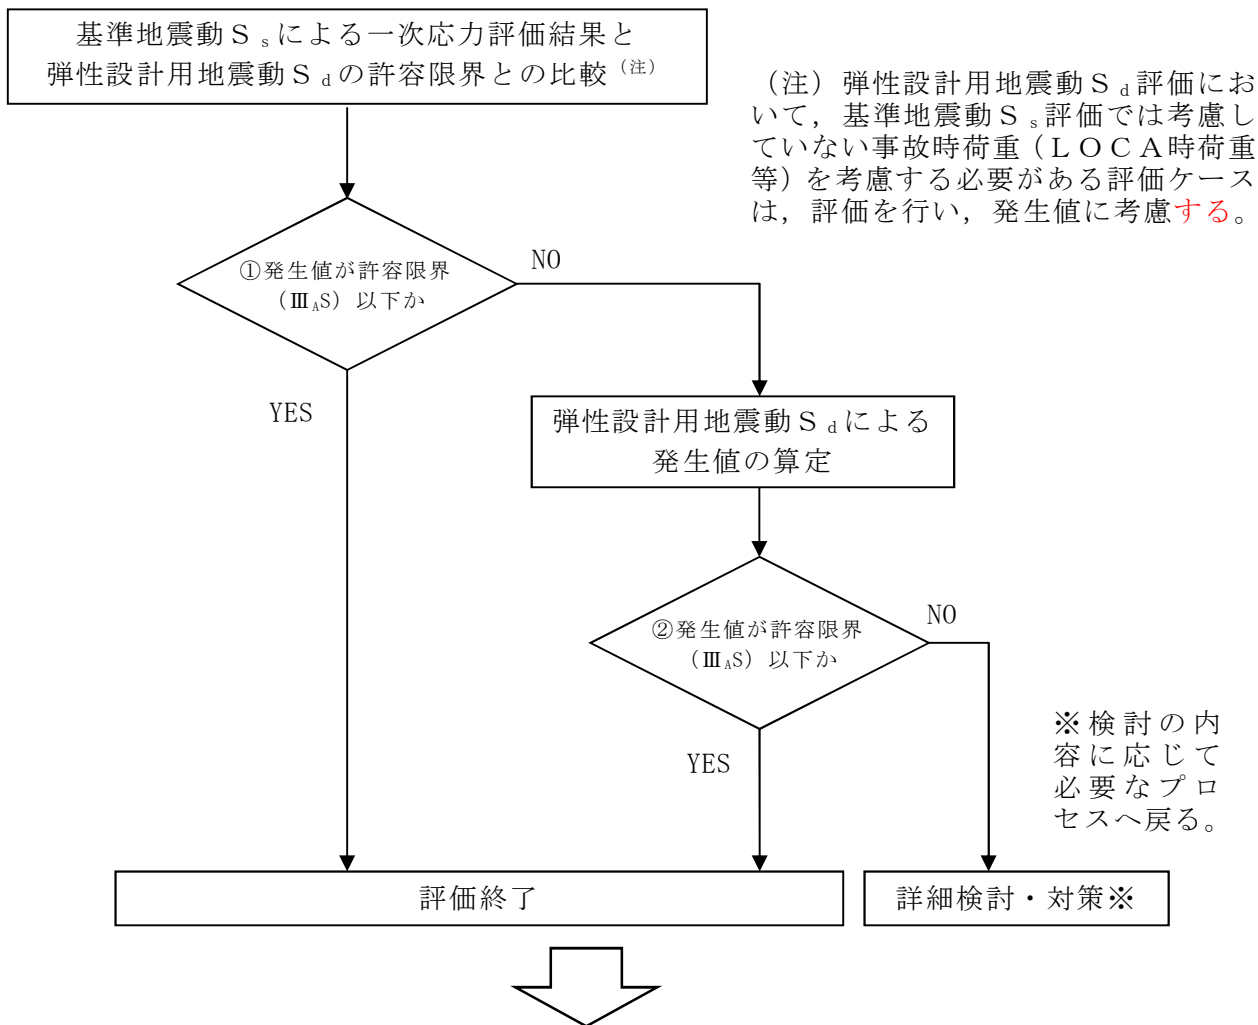 基準地震動Ｓｓによる一次応力評価結果と
弾性設計用地震動Ｓｄの許容限界との比較（注）
（注）弾性設計用地震動Ｓｄ評価にお
いて，基準地震動Ｓｓ評価では考慮し
ていない事故時荷重（ＬＯＣＡ時荷重
等）を考慮する必要がある評価ケース
は，評価を行い，発生値に考慮する。
①発生値が許容限界
（ⅢAS）以下か
NO
YES
弾性設計用地震動Ｓｄによる
発生値の算定
②発生値が許容限界
（ⅢAS）以下か
NO
YES
※検討の内
容に応じて
必要なプロ
セスへ戻る。
評価終了
詳細検討・対策※